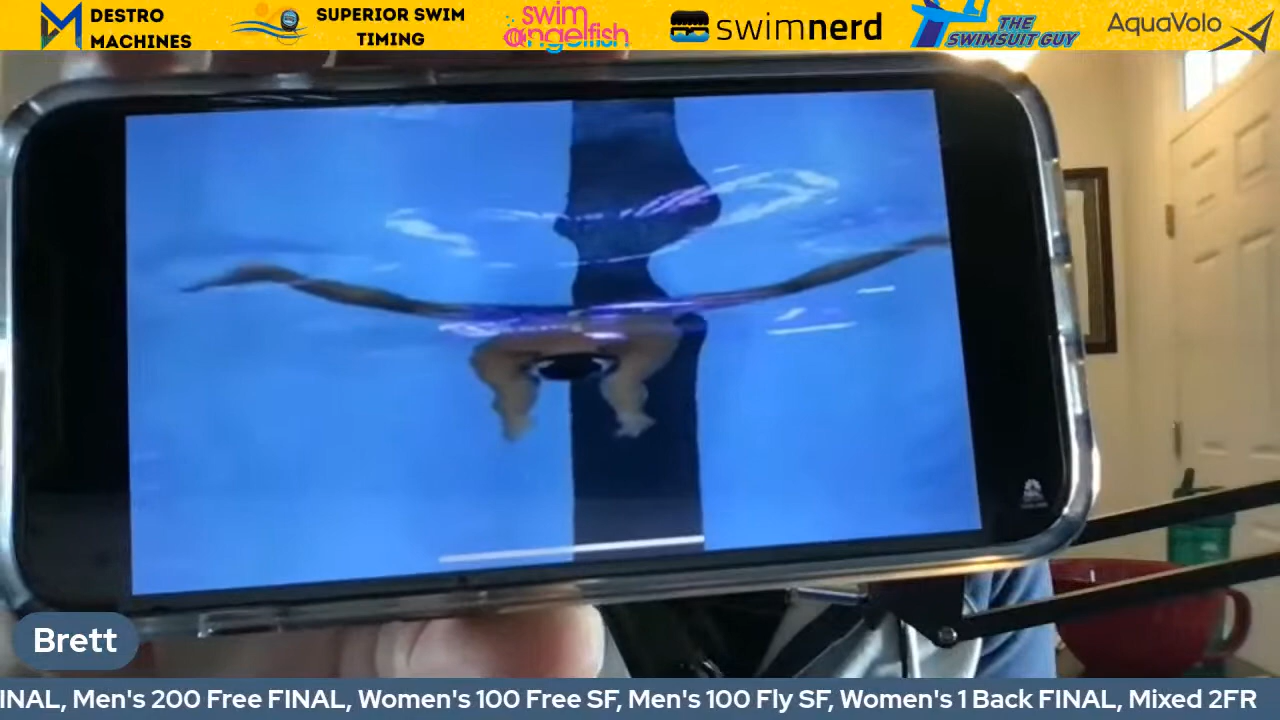 DESTRO
MACHINES
SUPERIOR SWIM
TIMING
swim
angelfish
swimnerd
THE
SWIMSUIT GUY
AquaVolo
Brett
INAL, Men's 200 Free FINAL, Women's 100 Free SF, Men's 100 Fly SF, Women's 1 Back FINAL, Mixed 2FR